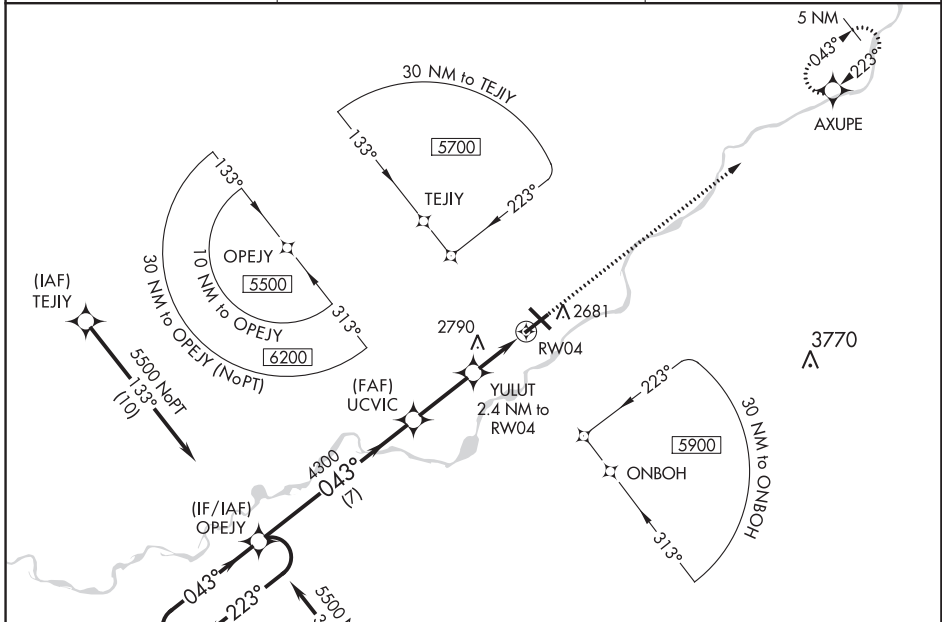 5 NM
043°
223°
AXUPE
30 NM to TEJIY
5700
133°
223°
TEJIY
133°
OPEJY
5500
10 NM to OPEJY
313°
6200
30 NM to OPEJY (NoPT)
(IAF)
TEJIY
5500 NoPT
133°
(10)
2790
2681
RW04
3770
(FAF)
UCVIC
YULUT
2.4 NM to
RW04
223°
30 NM to ONBOH
5900
ONBOH
313°
4300
043°
(7)
(IF/IAF)
OPEJY
043°
223°
5500